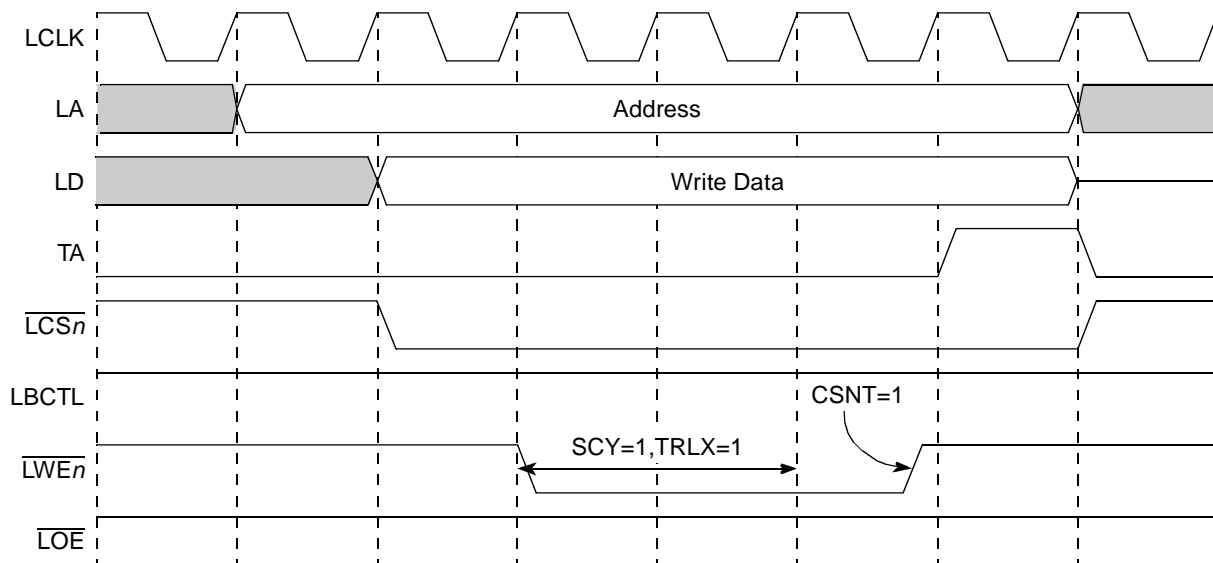 LCLK
LA
Address
LD
Write Data
TA
LCSn
LBCTL
CSNT=1
LWEn
SCY=1,TRLX=1
LOE